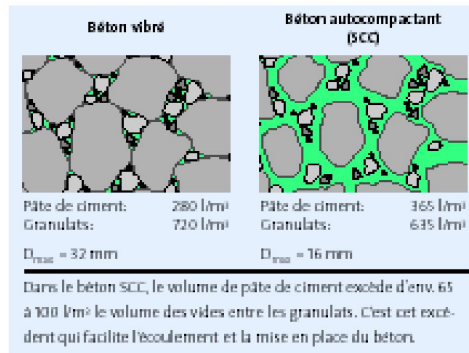 Béton vibré
Béton autocompactant
(SCC)
Pâte de ciment: 280 l/m³
Granulats: 720 l/m³
Dmax = 32 mm
Pâte de ciment: 365 l/m³
Granulats: 635 l/m³
Dmax = 16 mm
Dans le béton SCC, le volume de pâte de ciment excède d'env. 65
à 100 l/m³ le volume des vides entre les granulats. C'est cet excé-
dent qui facilite l'écoulement et la mise en place du béton.